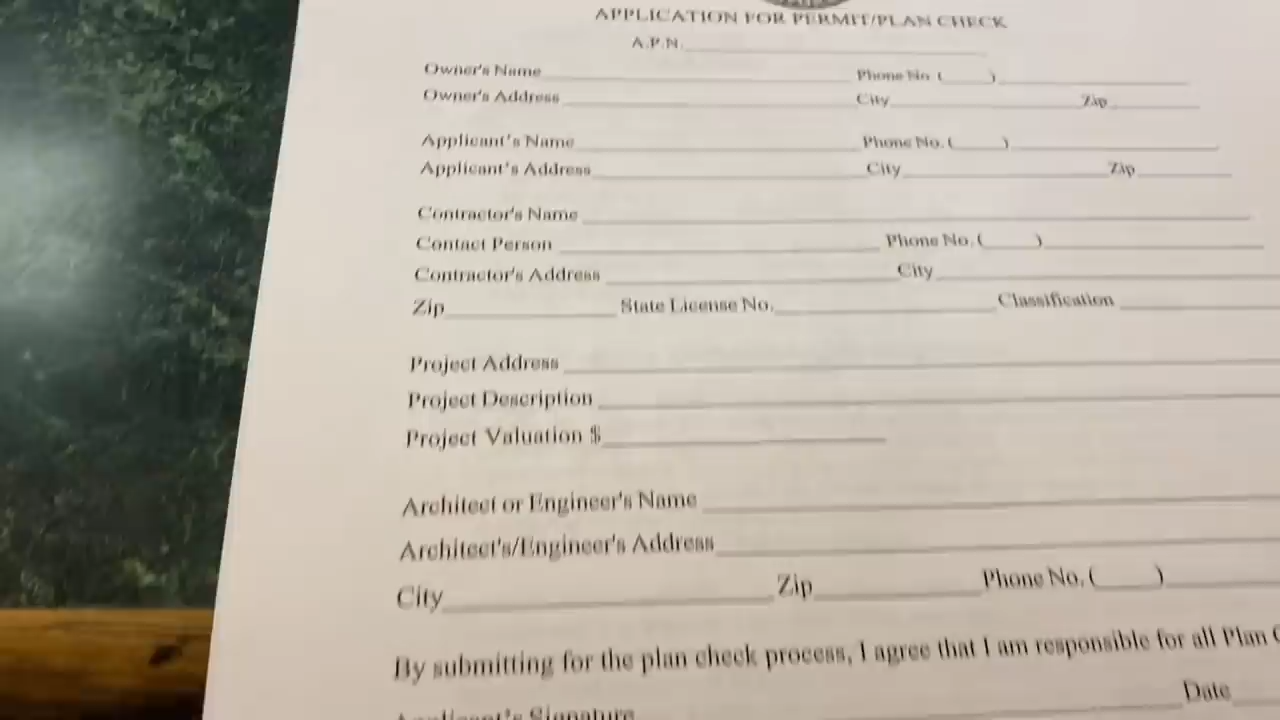 APPLICATION FOR PERMIT/PLAN CHECK
A.P.N.
Owner's Name Phone No. ( )
Owner's Address City Zip
Applicant's Name Phone No. ( )
Applicant's Address City Zip
Contractor's Name
Contact Person Phone No. ( )
Contractor's Address City
Zip State License No. Classification
Project Address
Project Description
Project Valuation $
Architect or Engineer's Name
Architect's/Engineer's Address
City Zip Phone No. ( )
By submitting for the plan check process, I agree that I am responsible for all Plan
Applicant's Signature Date